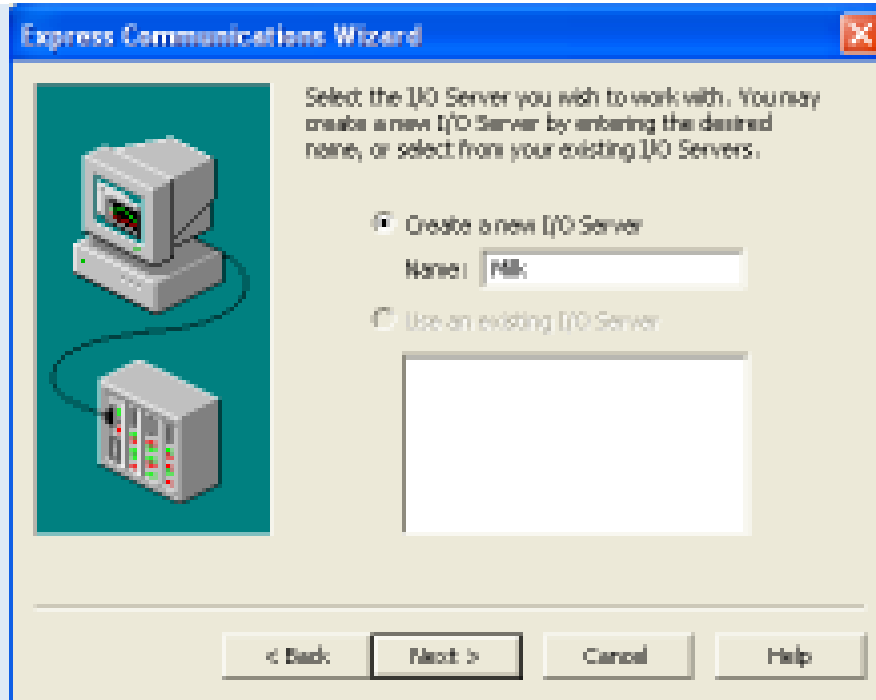 Express Communications Wizard
Select the I/O Server you wish to work with. You may
create a new I/O Server by entering the desired
name, or select from your existing I/O Servers.
Create a new I/O Server
Name: Milk
Use an existing I/O Server
< Back Next > Cancel Help